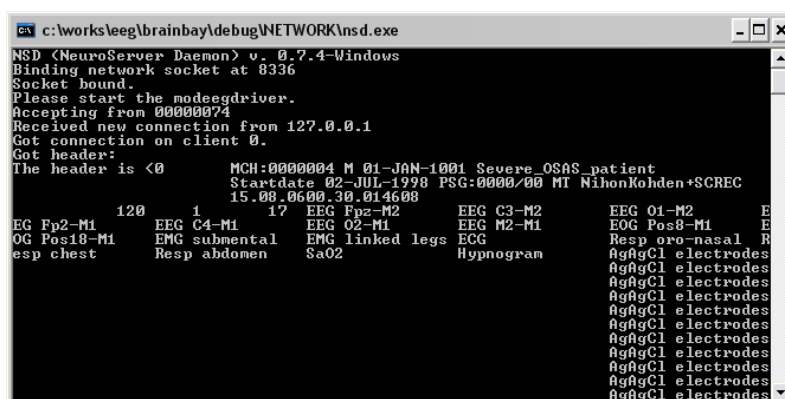 c:\works\eeg\brainbay\debug\NETWORK\nsd.exe
NSD (NeuroServer Daemon) v. 0.7.4-Windows
Binding network socket at 8336
Socket bound.
Please start the modeegdriver.
Accepting from 00000074
Received new connection from 127.0.0.1
Got connection on client 0.
Got header:
The header is <0 MCH:0000004 M 01-JAN-1001 Severe_OSAS_patient
Startdate 02-JUL-1998 PSG:0000/00 MT NihonKohden+SCREC
15.08.0600.30.014608
120 1 17 EEG Fpz-M2 EEG C3-M2 EEG O1-M2 E
EG Fp2-M1 EEG C4-M1 EEG O2-M1 EEG M2-M1 EOG Pos8-M1 E
OG Pos18-M1 EMG submental EMG linked legs ECG Resp oro-nasal R
esp chest Resp abdomen SaO2 Hypnogram AgAgCl electrodes
AgAgCl electrodes
AgAgCl electrodes
AgAgCl electrodes
AgAgCl electrodes
AgAgCl electrodes
AgAgCl electrodes
AgAgCl electrodes
AgAgCl electrodes
AgAgCl electrodes